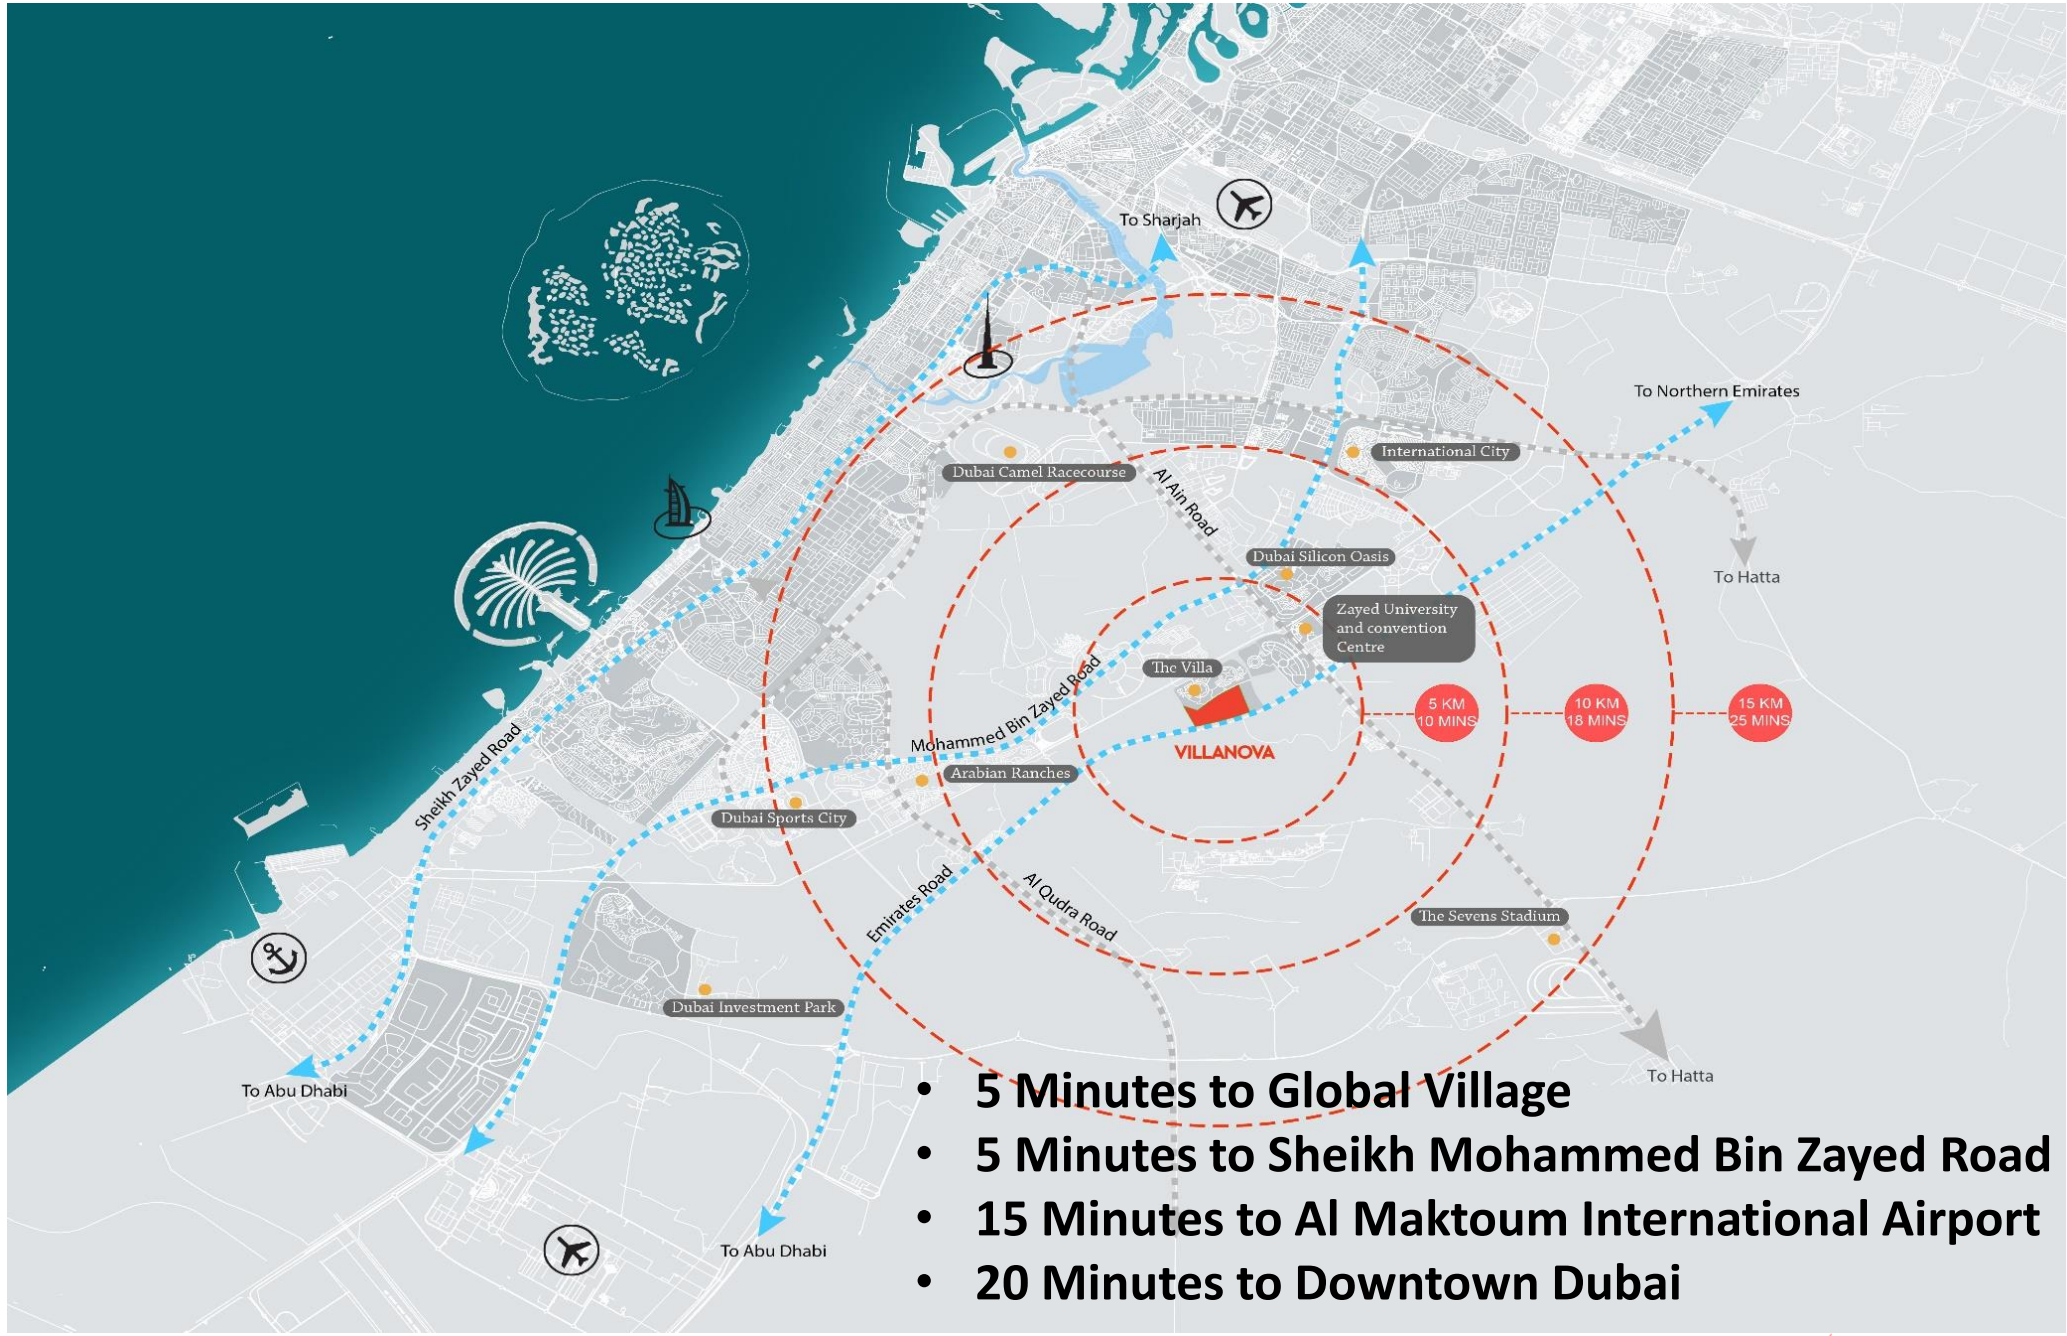 To Sharjah
To Northern Emirates
International City
Dubai Camel Racecourse
Al Ain Road
Dubai Silicon Oasis
To Hatta
Zayed University
and convention
Centre
The Villa
Mohammed Bin Zayed Road
5 KM
10 MINS
10 KM
18 MINS
15 KM
25 MINS
VILLANOVA
Sheikh Zayed Road
Arabian Ranches
Dubai Sports City
Emirates Road
Al Qudra Road
The Sevens Stadium
Dubai Investment Park
To Hatta
To Abu Dhabi
To Abu Dhabi
• 5 Minutes to Global Village
• 5 Minutes to Sheikh Mohammed Bin Zayed Road
• 15 Minutes to Al Maktoum International Airport
• 20 Minutes to Downtown Dubai